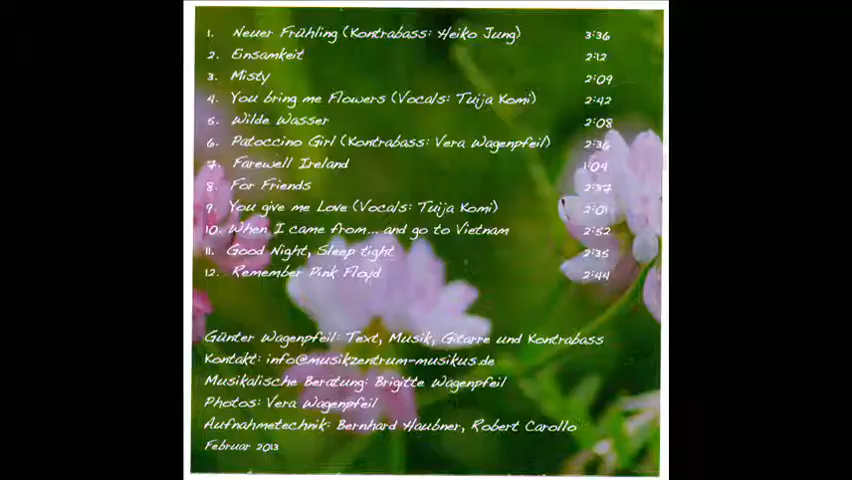 1. Neuer Frühling (Kontrabass: Heiko Jung) 3:36
2. Einsamkeit 2:12
3. Misty 2:09
4. You bring me Flowers (Vocals: Tuija Komi) 2:42
5. Wilde Wasser 2:08
6. Patoccino Girl (Kontrabass: Vera Wagenpfeil) 2:36
7. Farewell Ireland 1:04
8. For Friends 2:37
9. You give me Love (Vocals: Tuija Komi) 2:01
10. When I came from... and go to Vietnam 2:52
11. Good Night, Sleep tight 2:35
12. Remember Pink Floyd 2:44
Günter Wagenpfeil: Text, Musik, Gitarre und Kontrabass
Kontakt: info@musikzentrum-musikus.de
Musikalische Beratung: Brigitte Wagenpfeil
Photos: Vera Wagenpfeil
Aufnahmetechnik: Bernhard Haubner, Robert Carollo
Februar 2013